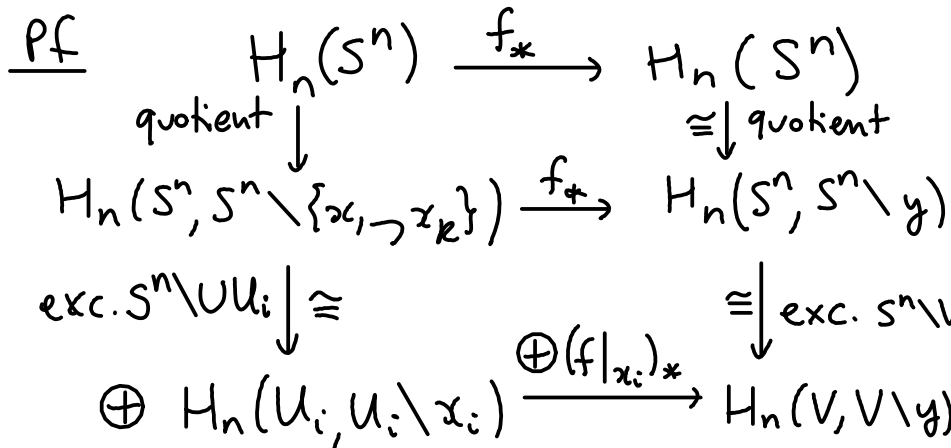 Pf H_n(S^n) f_* H_n(S^n)
quotient ≅ quotient
H_n(S^n, S^n \ {x_1, → x_k}) f_* H_n(S^n, S^n \ y)
exc. S^n \ ∪U_i ≅ ≅ exc. S^n \ V
⊕(f|_{x_i})_*
⊕ H_n(U_i, U_i \ x_i) H_n(V, V \ y)